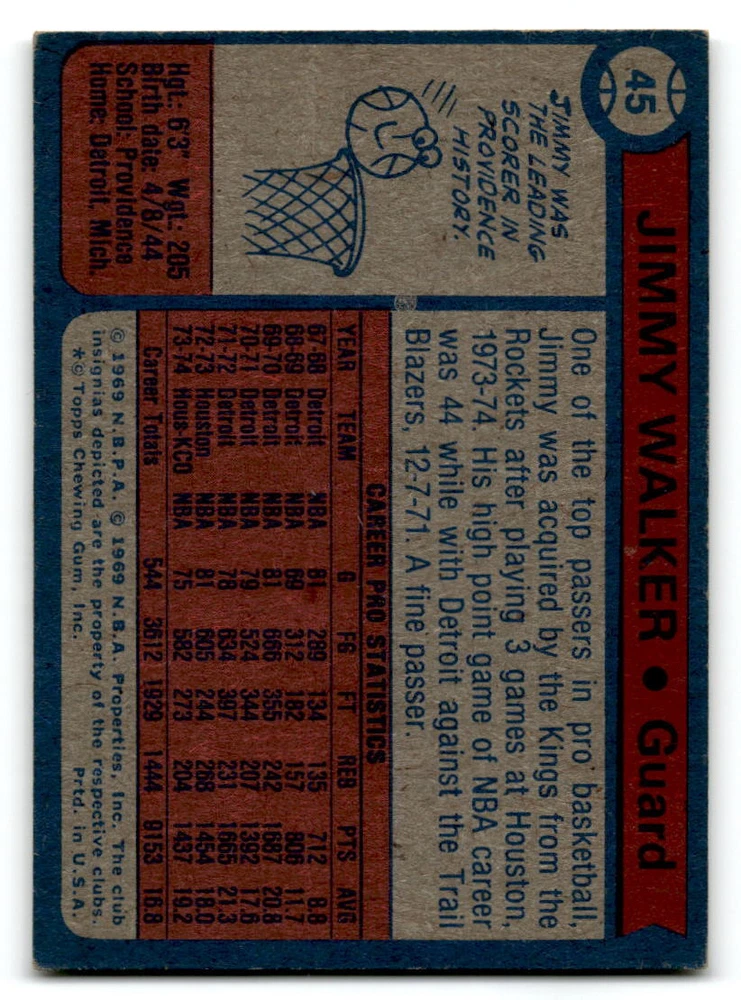 45
JIMMY WALKER • Guard
JIMMY WAS
THE LEADING
SCORER IN
PROVIDENCE
HISTORY.
Hgt.: 6'3" Wgt.: 205
Birth date: 4/8/44
School: Providence
Home: Detroit, Mich.
One of the top passers in pro basketball,
Jimmy was acquired by the Kings from the
Rockets after playing 3 games at Houston,
1973-74. His high point game of NBA career
was 44 while with Detroit against the Trail
Blazers, 12-7-71. A fine passer.
CAREER PRO STATISTICS
YEAR TEAM G FG FT REB PTS AVG
67-68 Detroit NBA 81 289 134 135 712 8.8
68-69 Detroit NBA 69 312 182 157 806 11.7
69-70 Detroit NBA 81 666 355 242 1687 20.8
70-71 Detroit NBA 79 524 344 207 1392 17.6
71-72 Detroit NBA 78 634 397 231 1665 21.3
72-73 Houston NBA 81 605 244 268 1454 18.0
73-74 Hous-KCO NBA 75 582 273 204 1437 19.2
Career Totals 544 3612 1929 1444 9153 16.8
© 1969 N.B.P.A. © 1969 N.B.A. Properties, Inc. The club
insignias depicted are the property of the respective clubs.
*© Topps Chewing Gum, Inc. Prtd. in U.S.A.